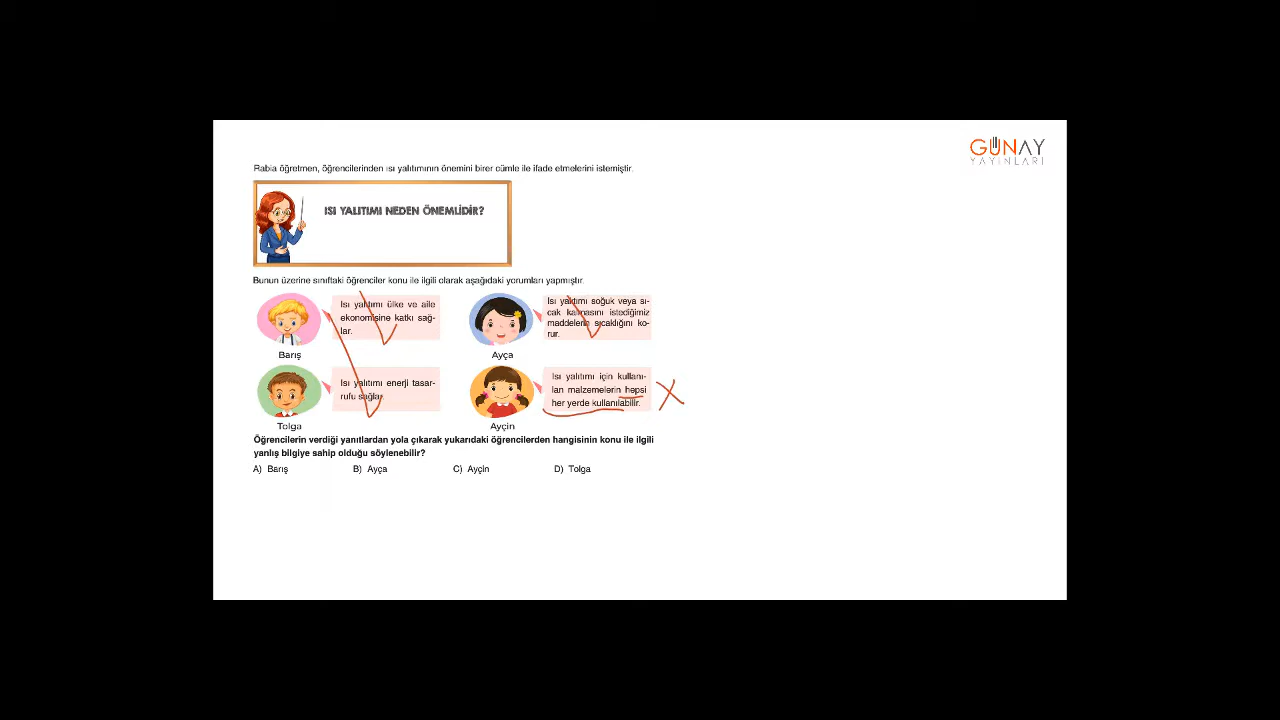 GÜNAY
YAYINLARI
Rabia öğretmen, öğrencilerinden ısı yalıtımının önemini birer cümle ile ifade etmelerini istemiştir.
ISI YALITIMI NEDEN ÖNEMLİDİR?
Bunun üzerine sınıftaki öğrenciler konu ile ilgili olarak aşağıdaki yorumları yapmıştır.
Isı yalıtımı ülke ve aile
ekonomisine katkı sağ-
lar.
Barış
Isı yalıtımı soğuk veya sı-
cak kalmasını istediğimiz
maddelerin sıcaklığını ko-
rur.
Ayça
Isı yalıtımı enerji tasar-
rufu sağlar.
Tolga
Isı yalıtımı için kullanı-
lan malzemelerin hepsi
her yerde kullanılabilir.
Ayçin
Öğrencilerin verdiği yanıtlardan yola çıkarak yukarıdaki öğrencilerden hangisinin konu ile ilgili
yanlış bilgiye sahip olduğu söylenebilir?
A) Barış B) Ayça C) Ayçin D) Tolga